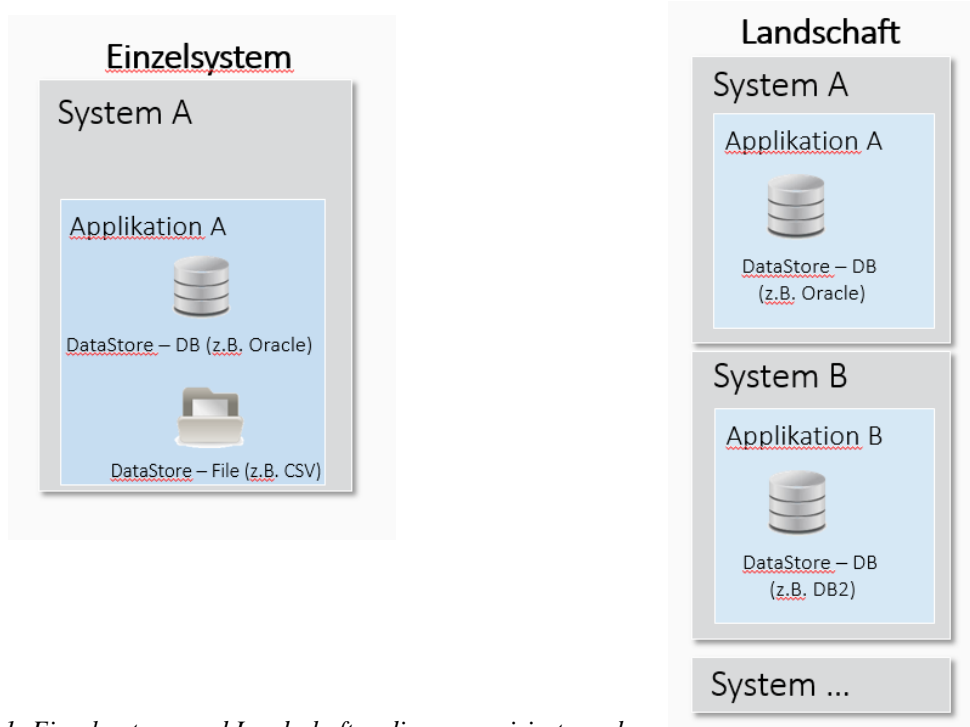 Einzelsystem
System A
Applikation A
DataStore – DB (z.B. Oracle)
DataStore – File (z.B. CSV)
Landschaft
System A
Applikation A
DataStore – DB
(z.B. Oracle)
System B
Applikation B
DataStore – DB
(z.B. DB2)
System ...